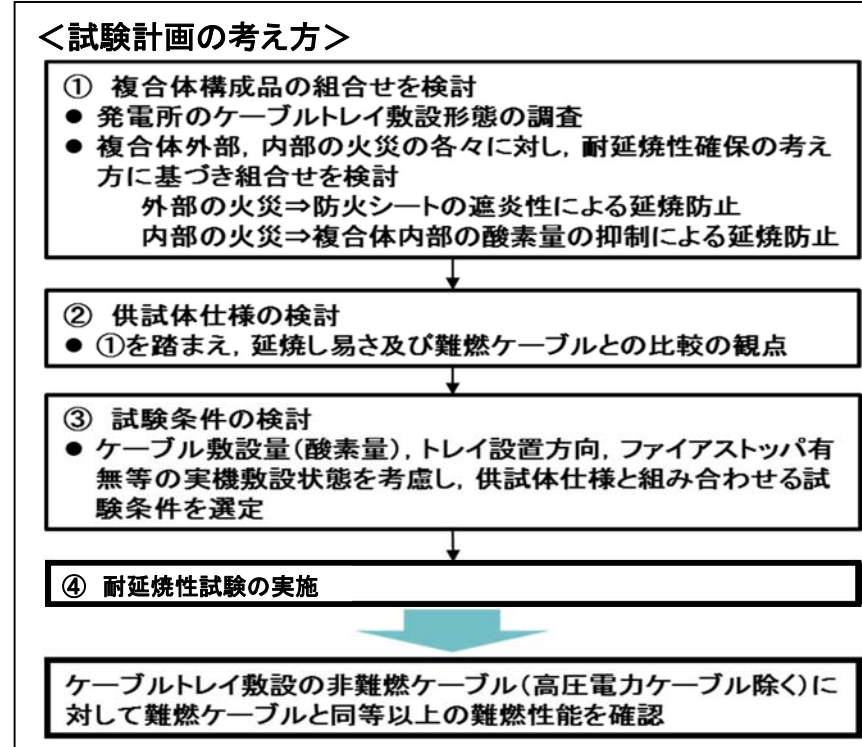 ＜試験計画の考え方＞
① 複合体構成品の組合せを検討
● 発電所のケーブルトレイ敷設形態の調査
● 複合体外部，内部の火災の各々に対し，耐延焼性確保の考え
方に基づき組合せを検討
外部の火災⇒防火シートの遮炎性による延焼防止
内部の火災⇒複合体内部の酸素量の抑制による延焼防止
② 供試体仕様の検討
● ①を踏まえ，延焼し易さ及び難燃ケーブルとの比較の観点
③ 試験条件の検討
● ケーブル敷設量（酸素量），トレイ設置方向，ファイアストッパ有
無等の実機敷設状態を考慮し，供試体仕様と組み合わせる試
験条件を選定
④ 耐延焼性試験の実施
ケーブルトレイ敷設の非難燃ケーブル（高圧電力ケーブル除く）に
対して難燃ケーブルと同等以上の難燃性能を確認